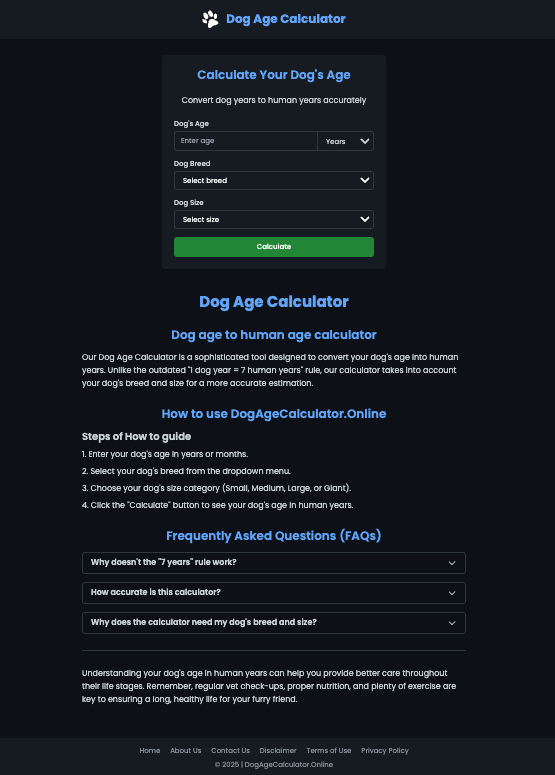 Dog Age Calculator
Calculate Your Dog's Age
Convert dog years to human years accurately
Dog's Age
Enter age
Years
Dog Breed
Select breed
Dog Size
Select size
Calculate
Dog Age Calculator
Dog age to human age calculator
Our Dog Age Calculator is a sophisticated tool designed to convert your dog's age into human
years. Unlike the outdated "1 dog year = 7 human years" rule, our calculator takes into account
your dog's breed and size for a more accurate estimation.
How to use DogAgeCalculator.Online
Steps of How to guide
1. Enter your dog's age in years or months.
2. Select your dog's breed from the dropdown menu.
3. Choose your dog's size category (Small, Medium, Large, or Giant).
4. Click the "Calculate" button to see your dog's age in human years.
Frequently Asked Questions (FAQs)
Why doesn't the "7 years" rule work?
How accurate is this calculator?
Why does the calculator need my dog's breed and size?
Understanding your dog's age in human years can help you provide better care throughout
their life stages. Remember, regular vet check-ups, proper nutrition, and plenty of exercise are
key to ensuring a long, healthy life for your furry friend.
Home About Us Contact Us Disclaimer Terms of Use Privacy Policy
© 2025 | DogAgeCalculator.Online